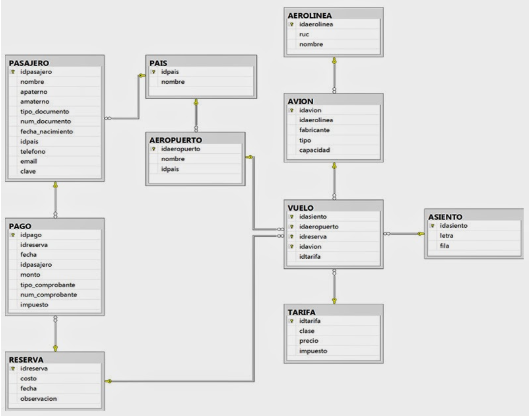 AEROLINEA
idaerolinea
ruc
nombre
PASAJERO
idpasajero
nombre
apaterno
amaterno
tipo_documento
num_documento
fecha_nacimiento
idpais
telefono
email
clave
PAIS
idpais
nombre
AVION
idavion
idaerolinea
fabricante
tipo
capacidad
AEROPUERTO
idaeropuerto
nombre
idpais
VUELO
idasiento
idaeropuerto
idreserva
idavion
idtarifa
ASIENTO
idasiento
letra
fila
PAGO
idpago
idreserva
fecha
idpasajero
monto
tipo_comprobante
num_comprobante
impuesto
TARIFA
idtarifa
clase
precio
impuesto
RESERVA
idreserva
costo
fecha
observacion